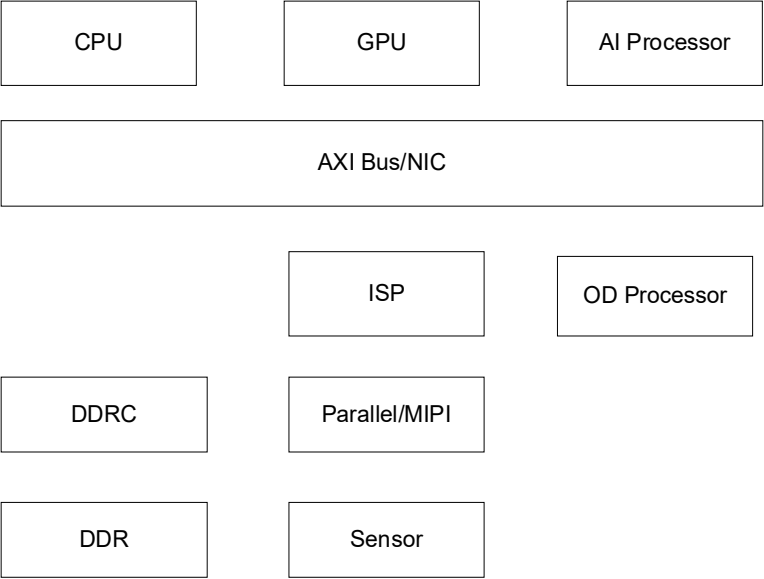 CPU
GPU
AI Processor
AXI Bus/NIC
ISP
OD Processor
DDRC
Parallel/MIPI
DDR
Sensor